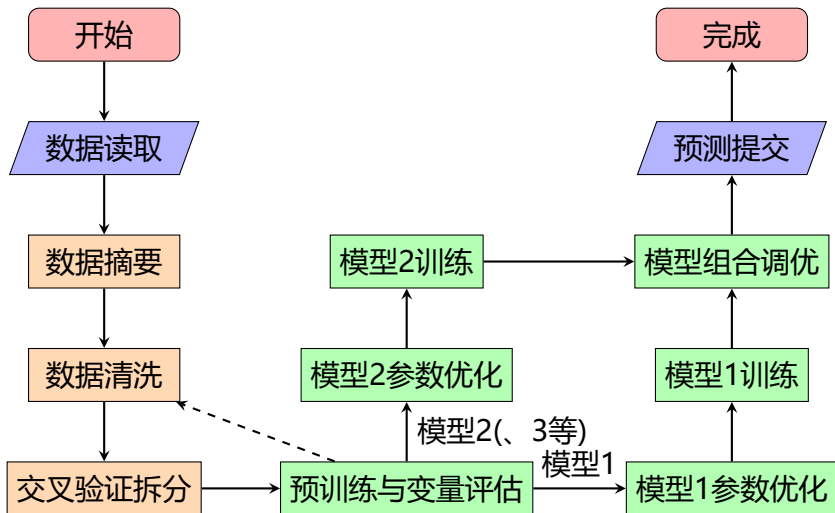 开始
完成
数据读取
预测提交
数据摘要
模型2训练
模型组合调优
数据清洗
模型2参数优化
模型1训练
模型2(、3等)
模型1
交叉验证拆分
预训练与变量评估
模型1参数优化